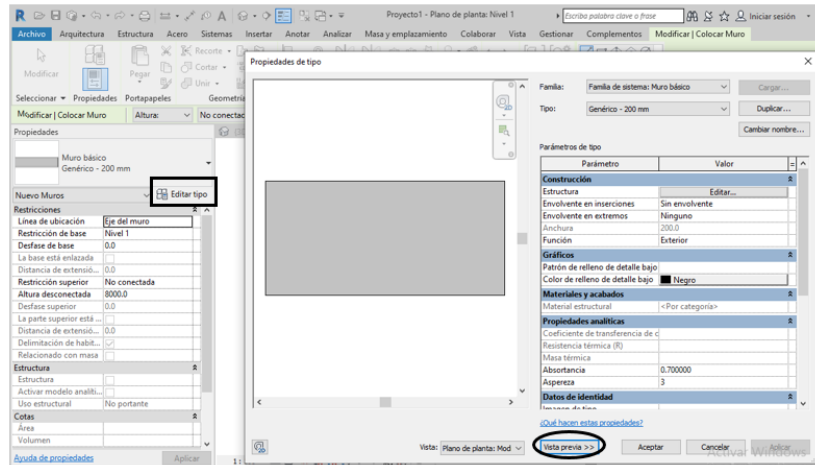 Proyecto1 - Plano de planta: Nivel 1
Escriba palabra clave o frase
Iniciar sesión
Archivo Arquitectura Estructura Acero Sistemas Insertar Anotar Analizar Masa y emplazamiento Colaborar Vista Gestionar Complementos Modificar | Colocar Muro
Modificar
Pegar
Recorte
Cortar
Unir
Seleccionar Propiedades Portapapeles Geometría
Modificar | Colocar Muro Altura: No conectac
Propiedades
Muro básico
Genérico - 200 mm
Nuevo Muros Editar tipo
Restricciones
Línea de ubicación Eje del muro
Restricción de base Nivel 1
Desfase de base 0.0
La base está enlazada
Distancia de extensió... 0.0
Restricción superior No conectada
Altura desconectada 8000.0
Desfase superior 0.0
La parte superior está ...
Distancia de extensió... 0.0
Delimitación de habit...
Relacionado con masa
Estructura
Estructura
Activar modelo analíti...
Uso estructural No portante
Cotas
Área
Volumen
Ayuda de propiedades Aplicar
Propiedades de tipo
Familia: Familia de sistema: Muro básico Cargar...
Tipo: Genérico - 200 mm Duplicar...
Cambiar nombre...
Parámetros de tipo
Parámetro Valor =
Construcción
Estructura Editar...
Envolvente en inserciones Sin envolvente
Envolvente en extremos Ninguno
Anchura 200.0
Función Exterior
Gráficos
Patrón de relleno de detalle bajo
Color de relleno de detalle bajo Negro
Materiales y acabados
Material estructural <Por categoría>
Propiedades analíticas
Coeficiente de transferencia de c
Resistencia térmica (R)
Masa térmica
Absortancia 0.700000
Aspereza 3
Datos de identidad
Imagen de tipo
¿Qué hacen estas propiedades?
Vista: Plano de planta: Mod Vista previa >> Aceptar Cancelar Aplicar
Activar Windows